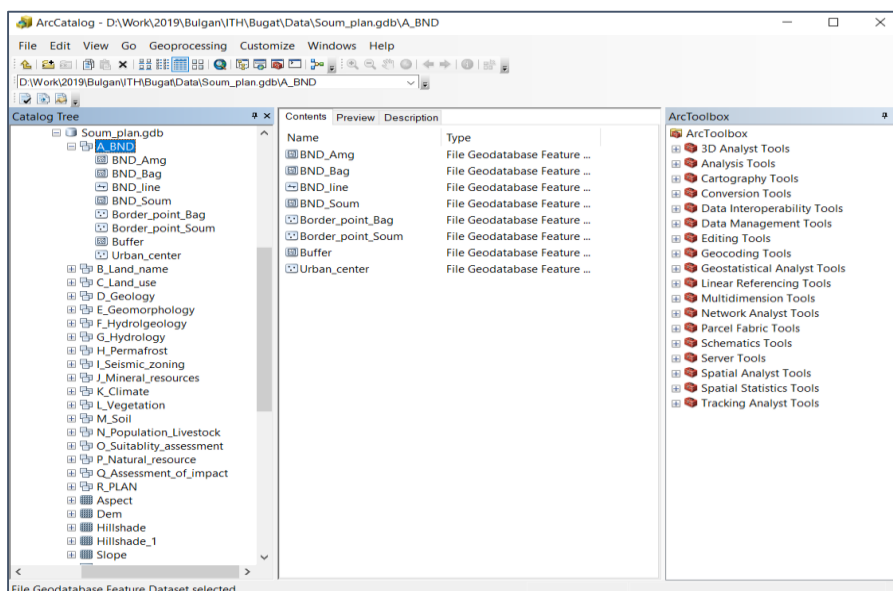 ArcCatalog - D:\Work\2019\Bulgan\ITH\Bugat\Data\Soum_plan.gdb\A_BND
File Edit View Go Geoprocessing Customize Windows Help
D:\Work\2019\Bulgan\ITH\Bugat\Data\Soum_plan.gdb\A_BND
Catalog Tree
Soum_plan.gdb
A_BND
BND_Amg
BND_Bag
BND_line
BND_Soum
Border_point_Bag
Border_point_Soum
Buffer
Urban_center
B_Land_name
C_Land_use
D_Geology
E_Geomorphology
F_Hydrolgeology
G_Hydrology
H_Permafrost
I_Seismic_zoning
J_Mineral_resources
K_Climate
L_Vegetation
M_Soil
N_Population_Livestock
O_Suitablity_assessment
P_Natural_resource
Q_Assessment_of_impact
R_PLAN
Aspect
Dem
Hillshade
Hillshade_1
Slope
Contents Preview Description
Name Type
BND_Amg File Geodatabase Feature ...
BND_Bag File Geodatabase Feature ...
BND_line File Geodatabase Feature ...
BND_Soum File Geodatabase Feature ...
Border_point_Bag File Geodatabase Feature ...
Border_point_Soum File Geodatabase Feature ...
Buffer File Geodatabase Feature ...
Urban_center File Geodatabase Feature ...
ArcToolbox
ArcToolbox
3D Analyst Tools
Analysis Tools
Cartography Tools
Conversion Tools
Data Interoperability Tools
Data Management Tools
Editing Tools
Geocoding Tools
Geostatistical Analyst Tools
Linear Referencing Tools
Multidimension Tools
Network Analyst Tools
Parcel Fabric Tools
Schematics Tools
Server Tools
Spatial Analyst Tools
Spatial Statistics Tools
Tracking Analyst Tools
File Geodatabase Feature Dataset selected